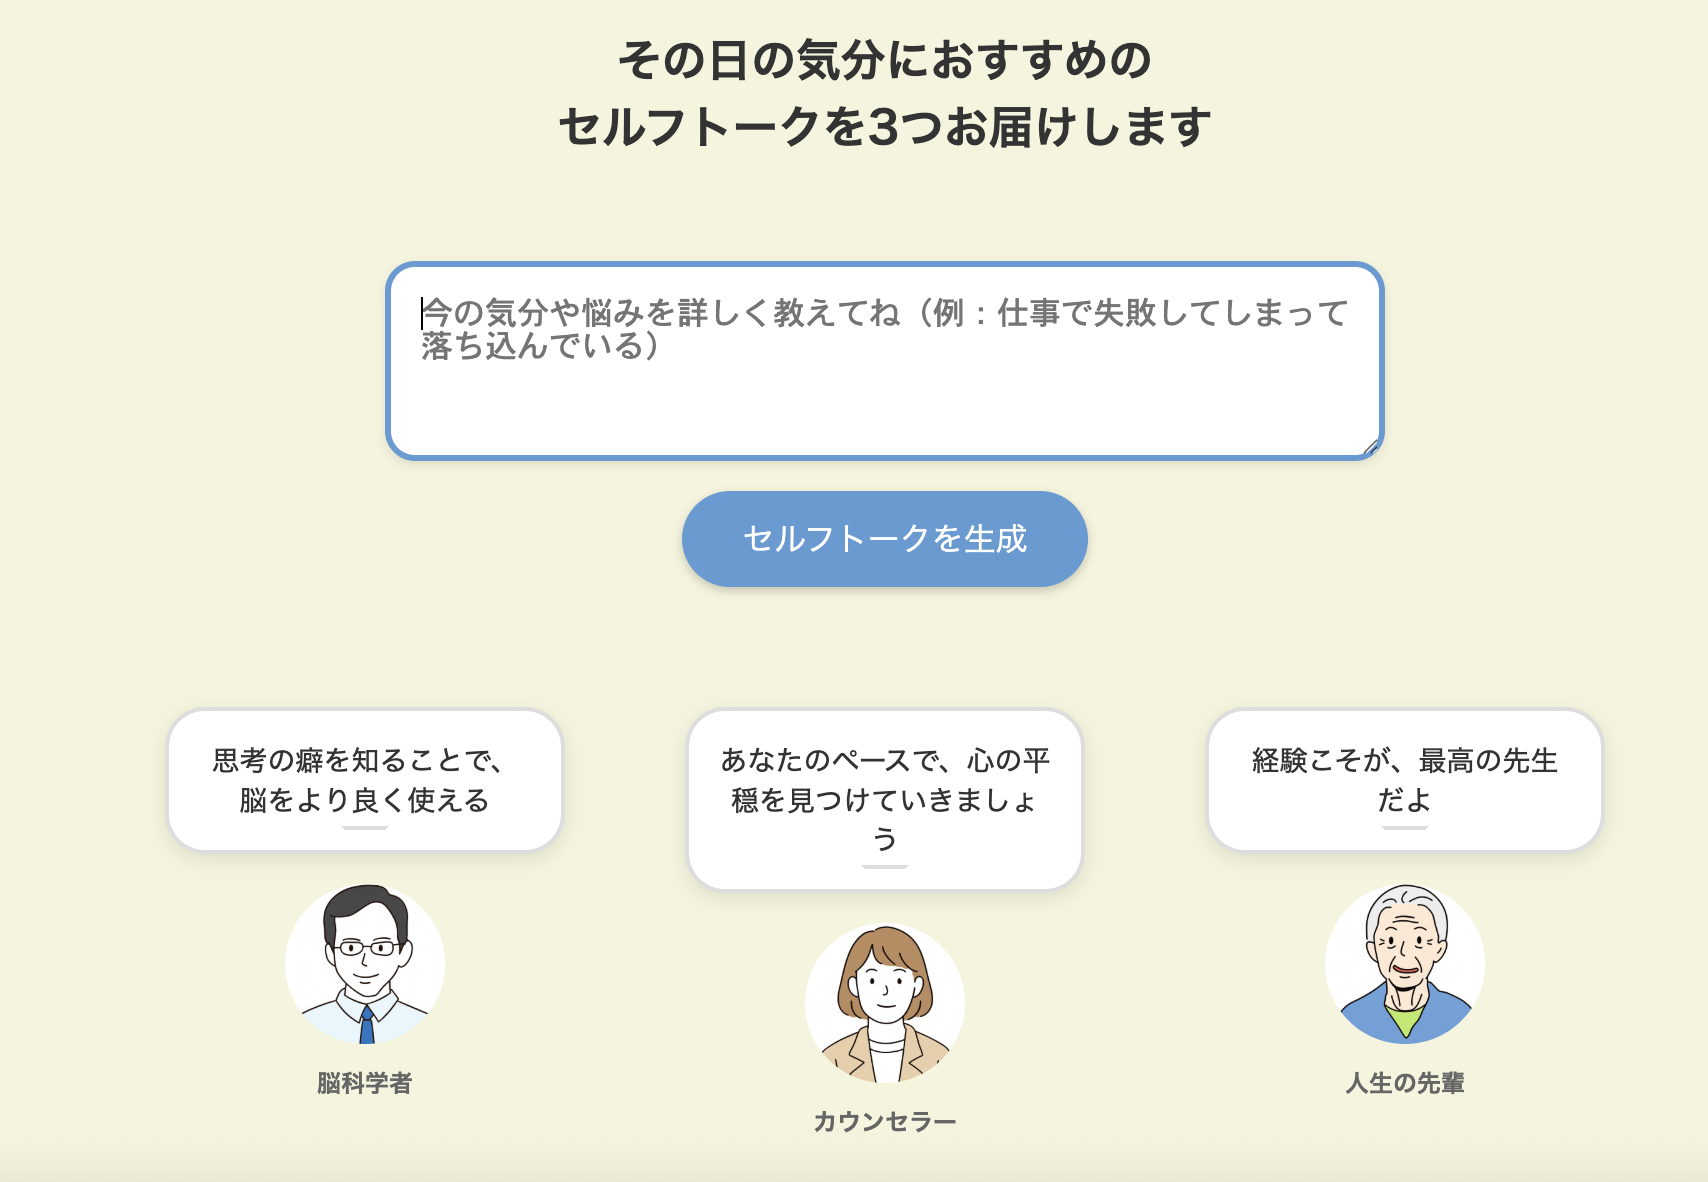 その日の気分におすすめの
セルフトークを3つお届けします
今の気分や悩みを詳しく教えてね（例：仕事で失敗してしまって
落ち込んでいる）
セルフトークを生成
思考の癖を知ることで、
脳をより良く使える
脳科学者
あなたのペースで、心の平
穏を見つけていきましょ
う
カウンセラー
経験こそが、最高の先生
だよ
人生の先輩